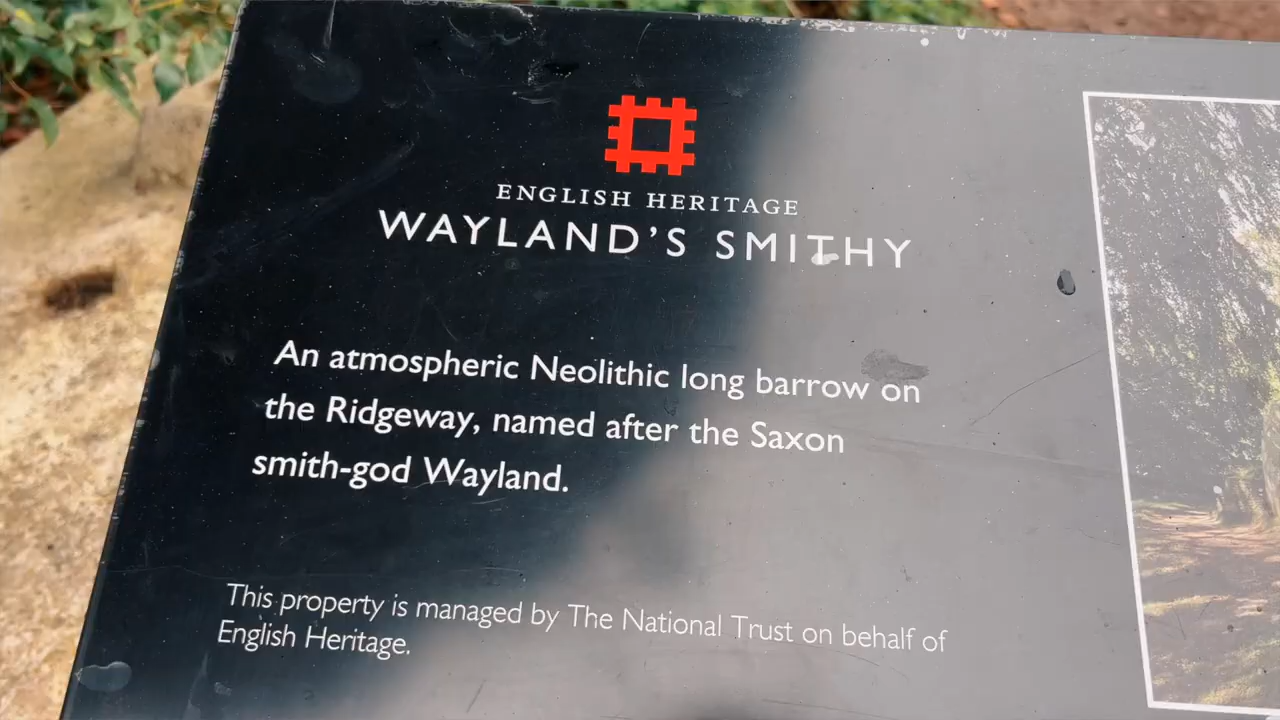 ENGLISH HERITAGE
WAYLAND'S SMITHY
An atmospheric Neolithic long barrow on
the Ridgeway, named after the Saxon
smith-god Wayland.
This property is managed by The National Trust on behalf of
English Heritage.